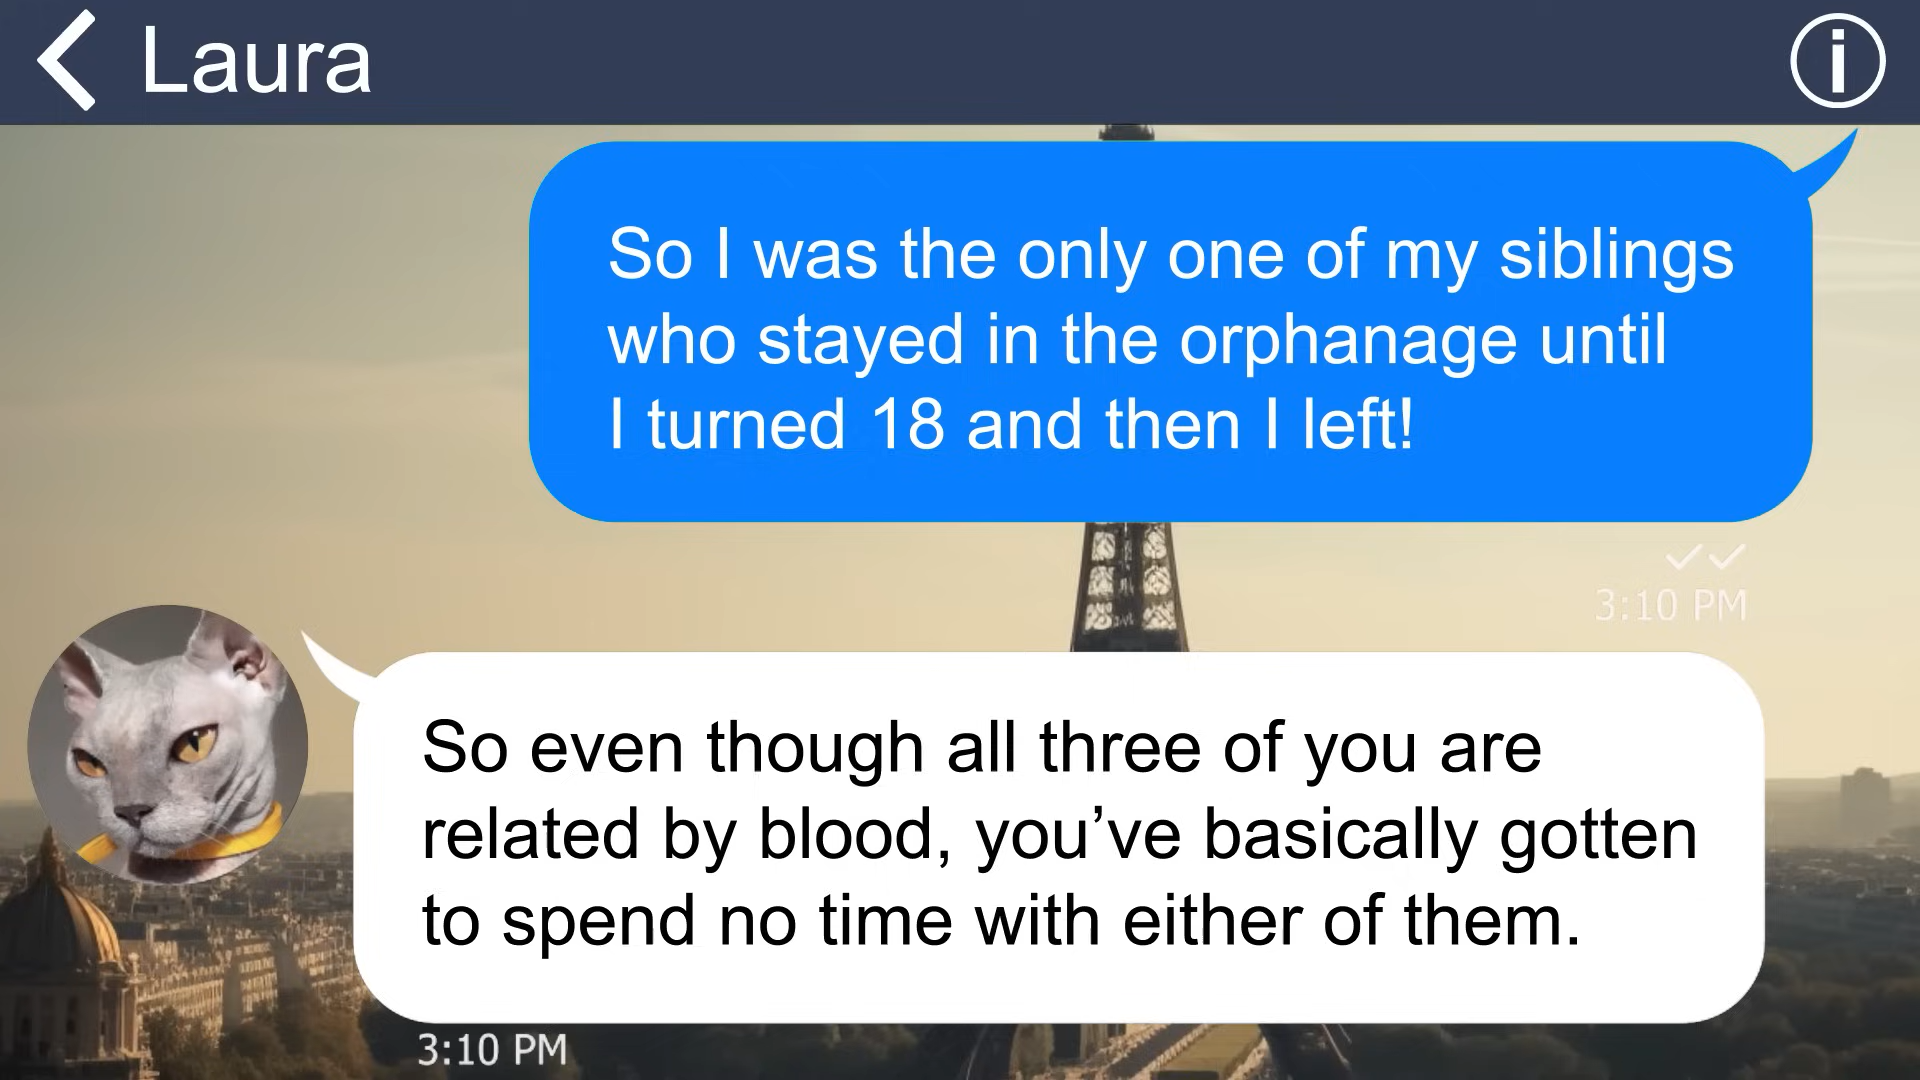 Laura
i
So I was the only one of my siblings
who stayed in the orphanage until
I turned 18 and then I left!
3:10 PM
So even though all three of you are
related by blood, you’ve basically gotten
to spend no time with either of them.
3:10 PM